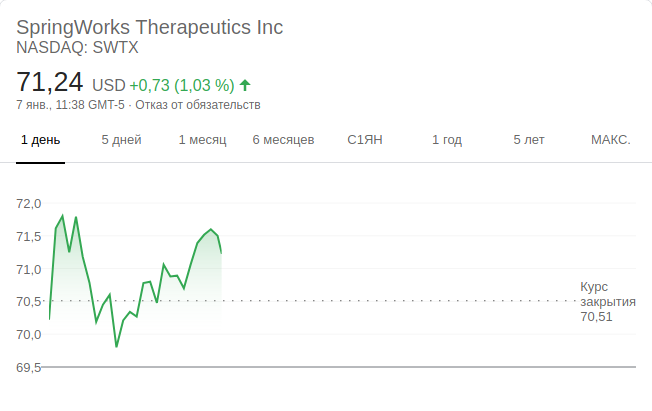 SpringWorks Therapeutics Inc
NASDAQ: SWTX
71,24 USD +0,73 (1,03 %)
7 янв., 11:38 GMT-5 · Отказ от обязательств
1 день 5 дней 1 месяц 6 месяцев С1ЯН 1 год 5 лет МАКС.
72,0
71,5
71,0
70,5
70,0
69,5
Курс
закрытия
70,51